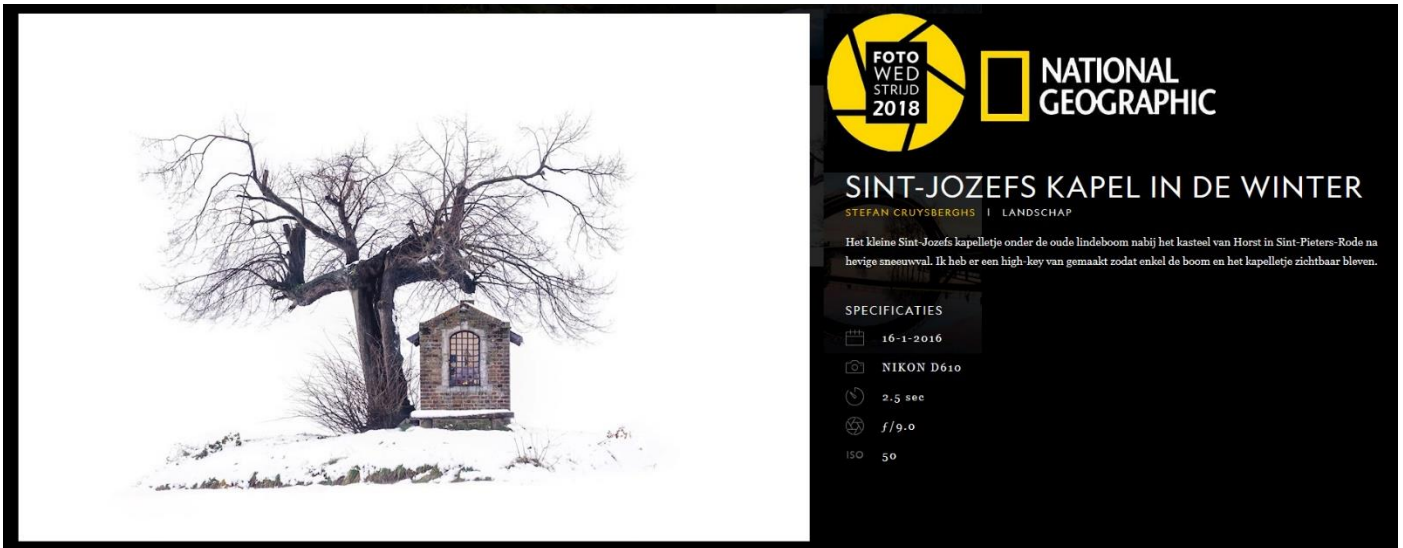 FOTO
WED
STRIJD
2018
NATIONAL
GEOGRAPHIC
SINT-JOZEFS KAPEL IN DE WINTER
STEFAN CRUYSBERGHS | LANDSCHAP
Het kleine Sint-Jozefs kapelletje onder de oude lindeboom nabij het kasteel van Horst in Sint-Pieters-Rode na
hevige sneeuwval. Ik heb er een high-key van gemaakt zodat enkel de boom en het kapelletje zichtbaar bleven.
SPECIFICATIES
16-1-2016
NIKON D610
2.5 sec
ƒ/9.0
ISO 50